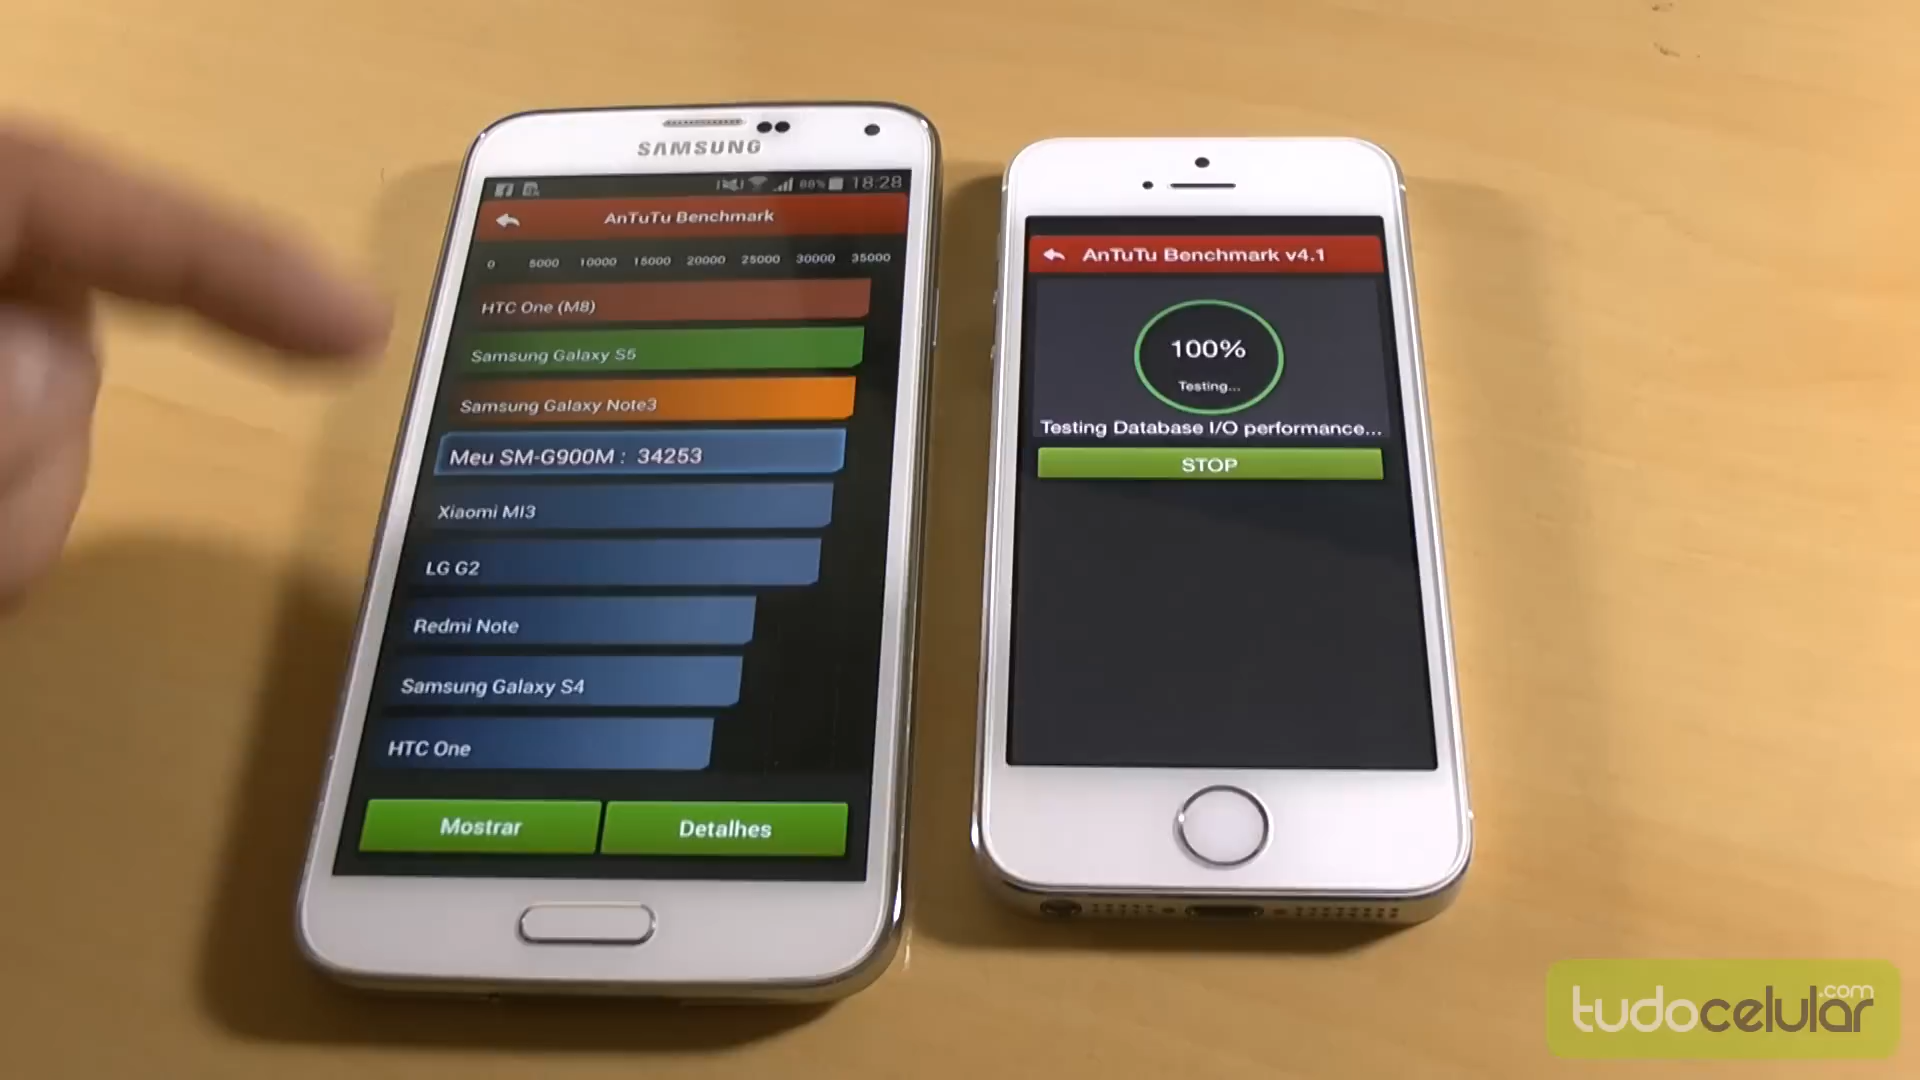 SAMSUNG
88% 18:28
AnTuTu Benchmark
0 5000 10000 15000 20000 25000 30000 35000
HTC One (M8)
Samsung Galaxy S5
Samsung Galaxy Note3
Meu SM-G900M : 34253
Xiaomi MI3
LG G2
Redmi Note
Samsung Galaxy S4
HTC One
Mostrar Detalhes
AnTuTu Benchmark v4.1
100%
Testing...
Testing Database I/O performance...
STOP
tudocelular.com